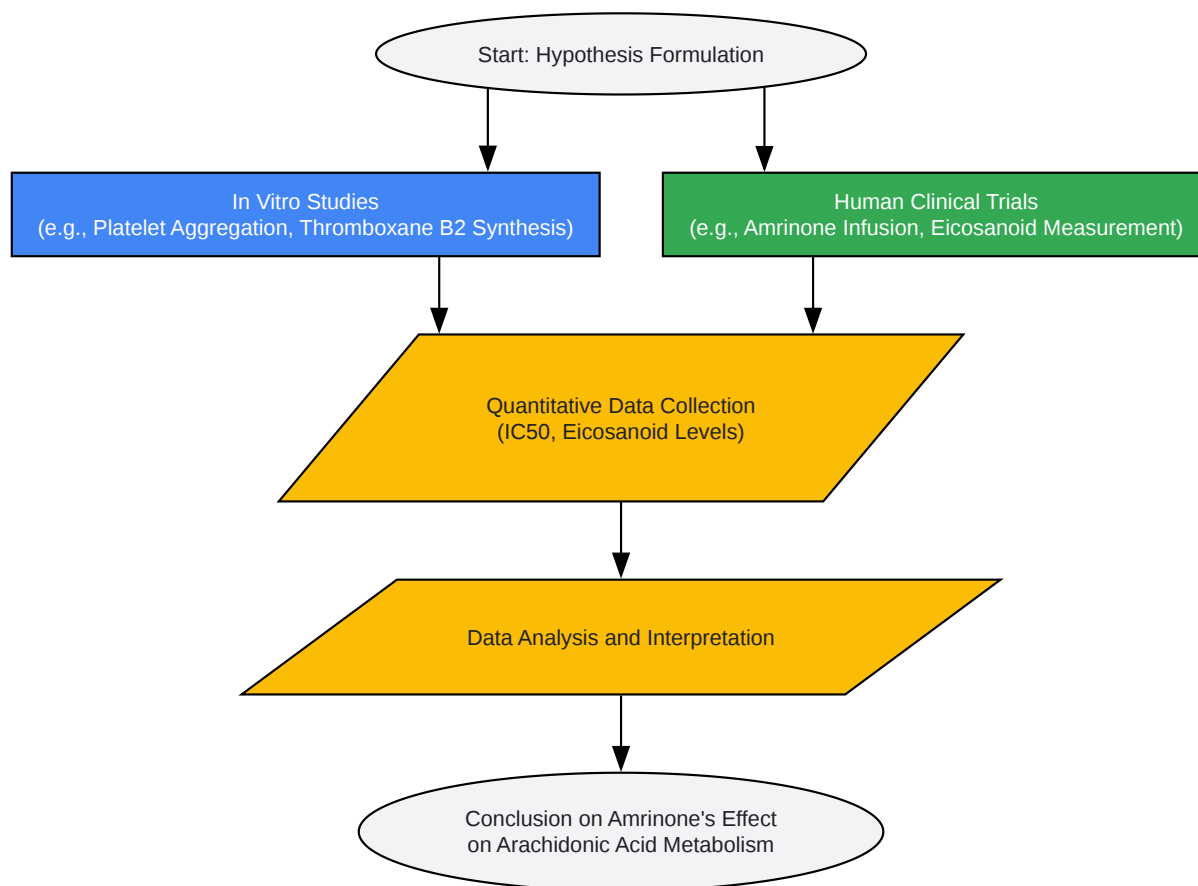 Start: Hypothesis Formulation
In Vitro Studies
(e.g., Platelet Aggregation, Thromboxane B2 Synthesis)
Human Clinical Trials
(e.g., Amrinone Infusion, Eicosanoid Measurement)
Quantitative Data Collection
(IC50, Eicosanoid Levels)
Data Analysis and Interpretation
Conclusion on Amrinone's Effect
on Arachidonic Acid Metabolism